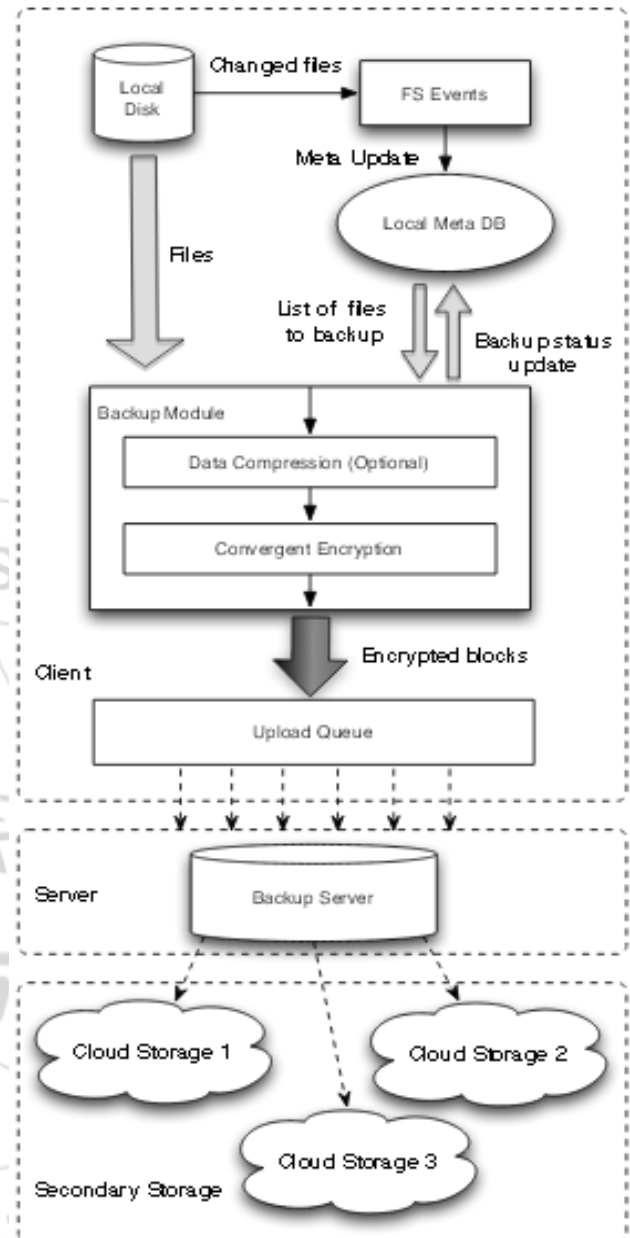 Local
Disk
Changed files
FS Events
Meta Update
Local Meta DB
Files
List of files
to backup
Backup status
update
Backup Module
Data Compression (Optional)
Convergent Encryption
Encrypted blocks
Client
Upload Queue
Server
Backup Server
Cloud Storage 1
Cloud Storage 2
Cloud Storage 3
Secondary Storage